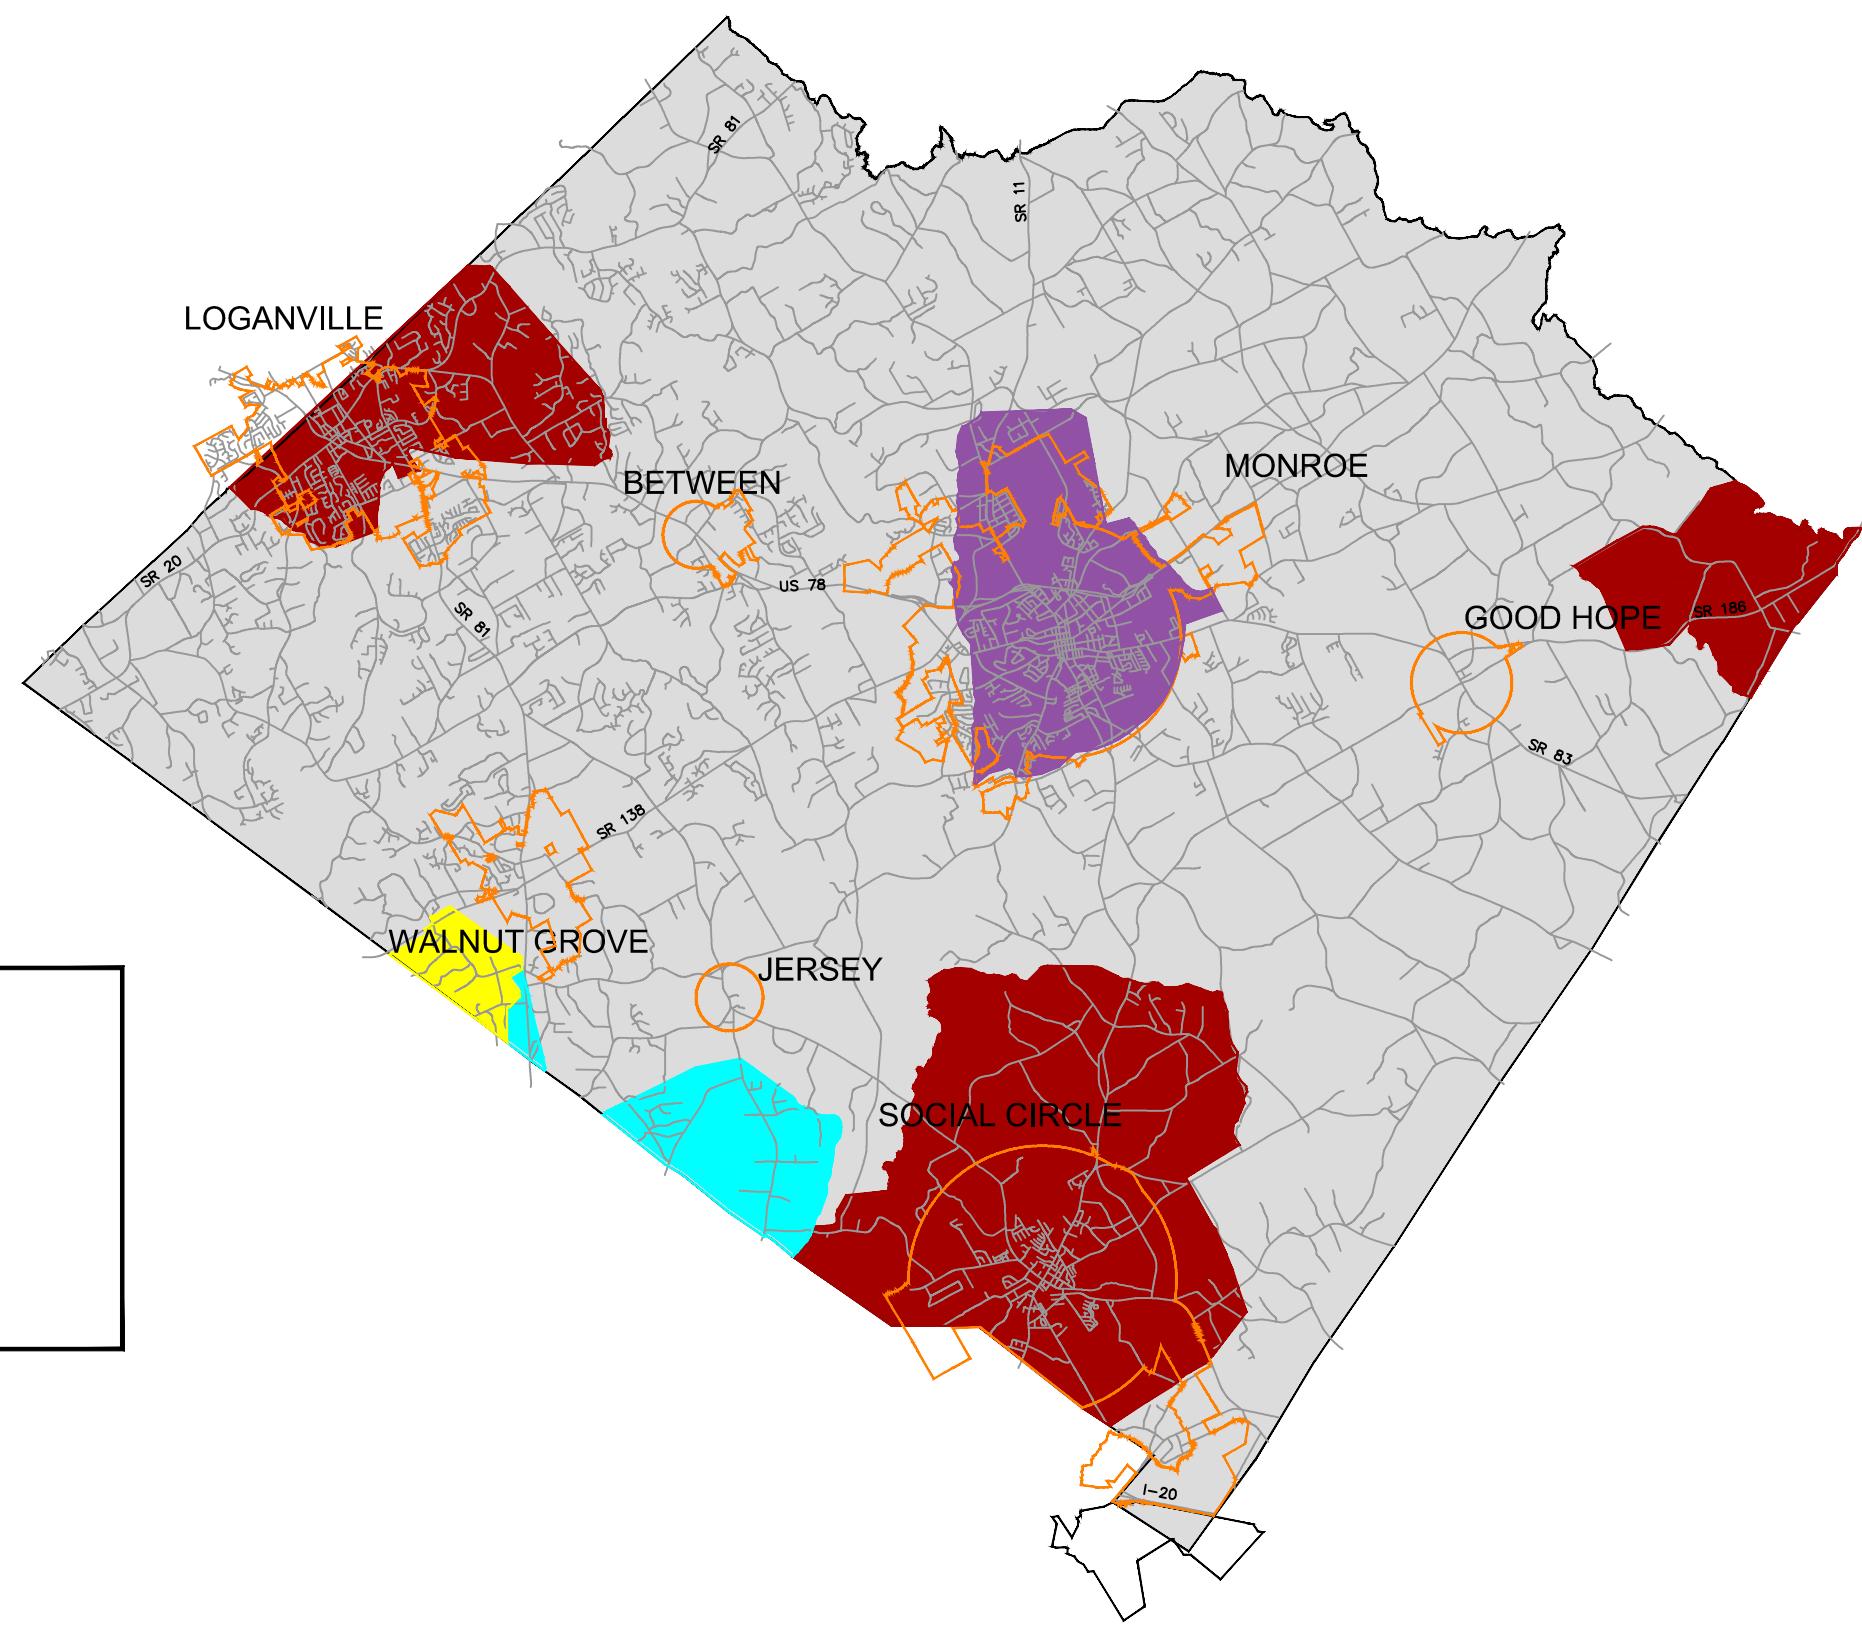 SR 81
SR 11
LOGANVILLE
BETWEEN
MONROE
SR 20
US 78
SR 81
GOOD HOPE
SR 186
SR 83
SR 138
WALNUT GROVE
JERSEY
SOCIAL CIRCLE
I-20